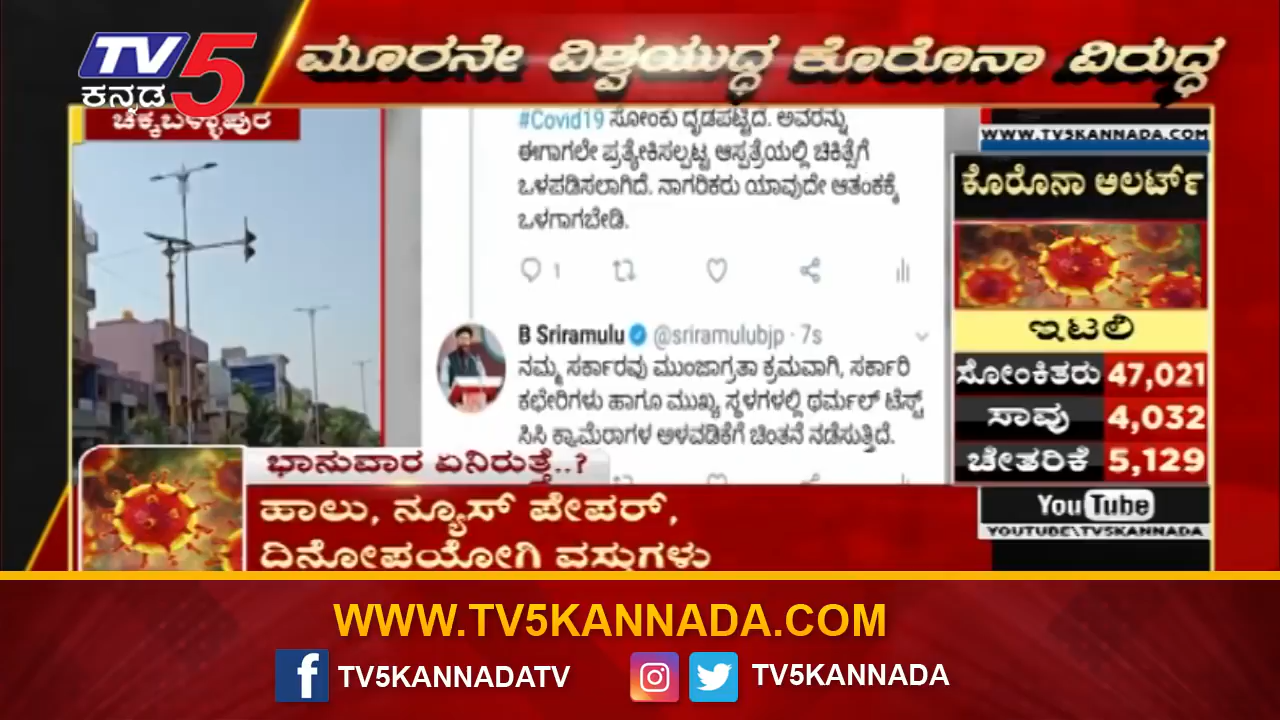 TV5
ಕನ್ನಡ
ಮೂರನೇ ವಿಶ್ವಯುದ್ಧ ಕೊರೊನಾ ವಿರುದ್ಧ
ಚಿಕ್ಕಬಳ್ಳಾಪುರ
#Covid19 ಸೋಂಕು ದೃಡಪಟ್ಟಿದೆ. ಅವರನ್ನು
ಈಗಾಗಲೇ ಪ್ರತ್ಯೇಕಿಸಲ್ಪಟ್ಟ ಆಸ್ಪತ್ರೆಯಲ್ಲಿ ಚಿಕಿತ್ಸೆಗೆ
ಒಳಪಡಿಸಲಾಗಿದೆ. ನಾಗರಿಕರು ಯಾವುದೇ ಆತಂಕಕ್ಕೆ
ಒಳಗಾಗಬೇಡಿ.
1
B Sriramulu @sriramulubjp · 7s
ನಮ್ಮ ಸರ್ಕಾರವು ಮುಂಜಾಗ್ರತಾ ಕ್ರಮವಾಗಿ, ಸರ್ಕಾರಿ
ಕಛೇರಿಗಳು ಹಾಗೂ ಮುಖ್ಯ ಸ್ಥಳಗಳಲ್ಲಿ ಥರ್ಮಲ್ ಟೆಸ್ಟ್
ಸಿಸಿ ಕ್ಯಾಮೆರಾಗಳ ಅಳವಡಿಕೆಗೆ ಚಿಂತನೆ ನಡೆಸುತ್ತಿದೆ.
WWW.TV5KANNADA.COM
ಕೊರೊನಾ ಅಲರ್ಟ್
ಇಟಲಿ
ಸೋಂಕಿತರು 47,021
ಸಾವು 4,032
ಚೇತರಿಕೆ 5,129
YouTube
YOUTUBE\TV5KANNADA
ಭಾನುವಾರ ಏನಿರುತ್ತೆ..?
ಹಾಲು, ನ್ಯೂಸ್ ಪೇಪರ್,
ದಿನೋಪಯೋಗಿ ವಸ್ತುಗಳು
WWW.TV5KANNADA.COM
f TV5KANNADATV
TV5KANNADA